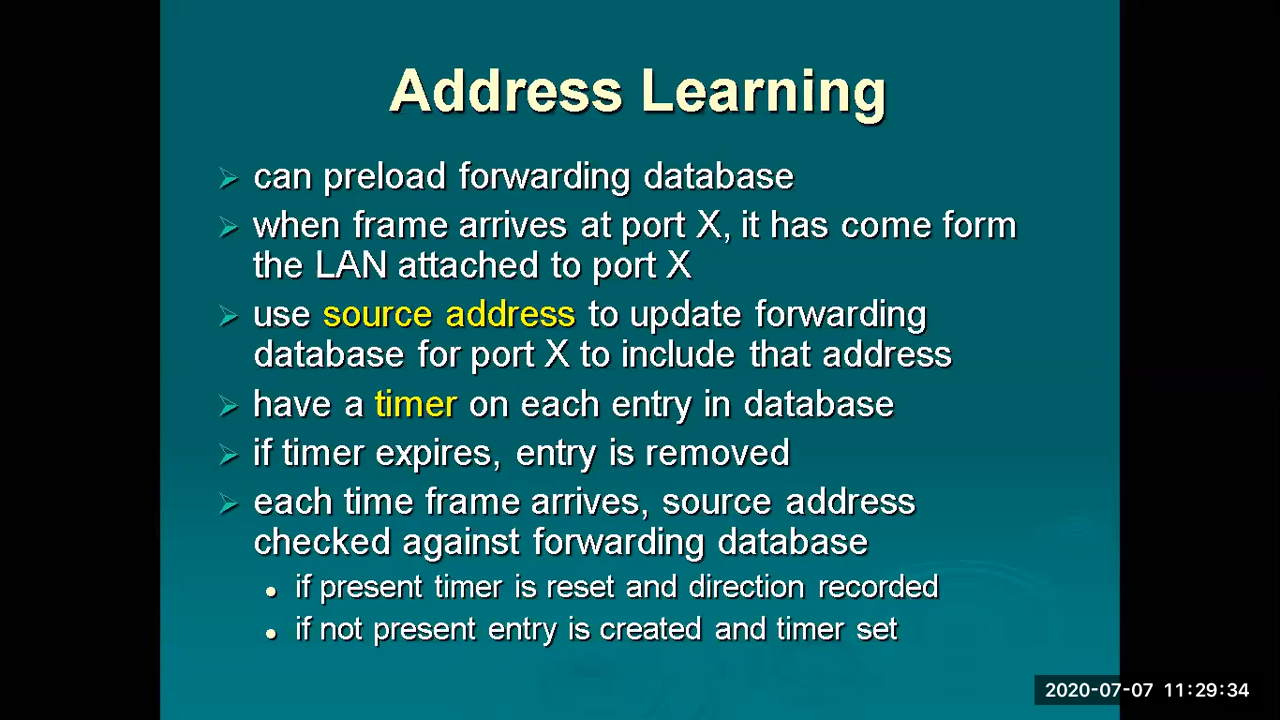 Address Learning
can preload forwarding database
when frame arrives at port X, it has come form
the LAN attached to port X
use source address to update forwarding
database for port X to include that address
have a timer on each entry in database
if timer expires, entry is removed
each time frame arrives, source address
checked against forwarding database
if present timer is reset and direction recorded
if not present entry is created and timer set
2020-07-07 11:29:34